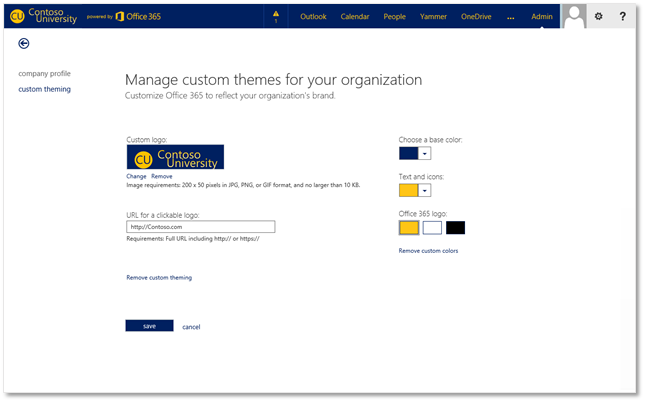 CU Contoso University powered by Office 365 1 Outlook Calendar People Yammer OneDrive ... Admin ?
company profile
custom theming
Manage custom themes for your organization
Customize Office 365 to reflect your organization's brand.
Custom logo:
CU Contoso University
Change Remove
Image requirements: 200 x 50 pixels in JPG, PNG, or GIF format, and no larger than 10 KB.
URL for a clickable logo:
http://Contoso.com
Requirements: Full URL including http:// or https://
Remove custom theming
save cancel
Choose a base color:
Text and icons:
Office 365 logo:
Remove custom colors